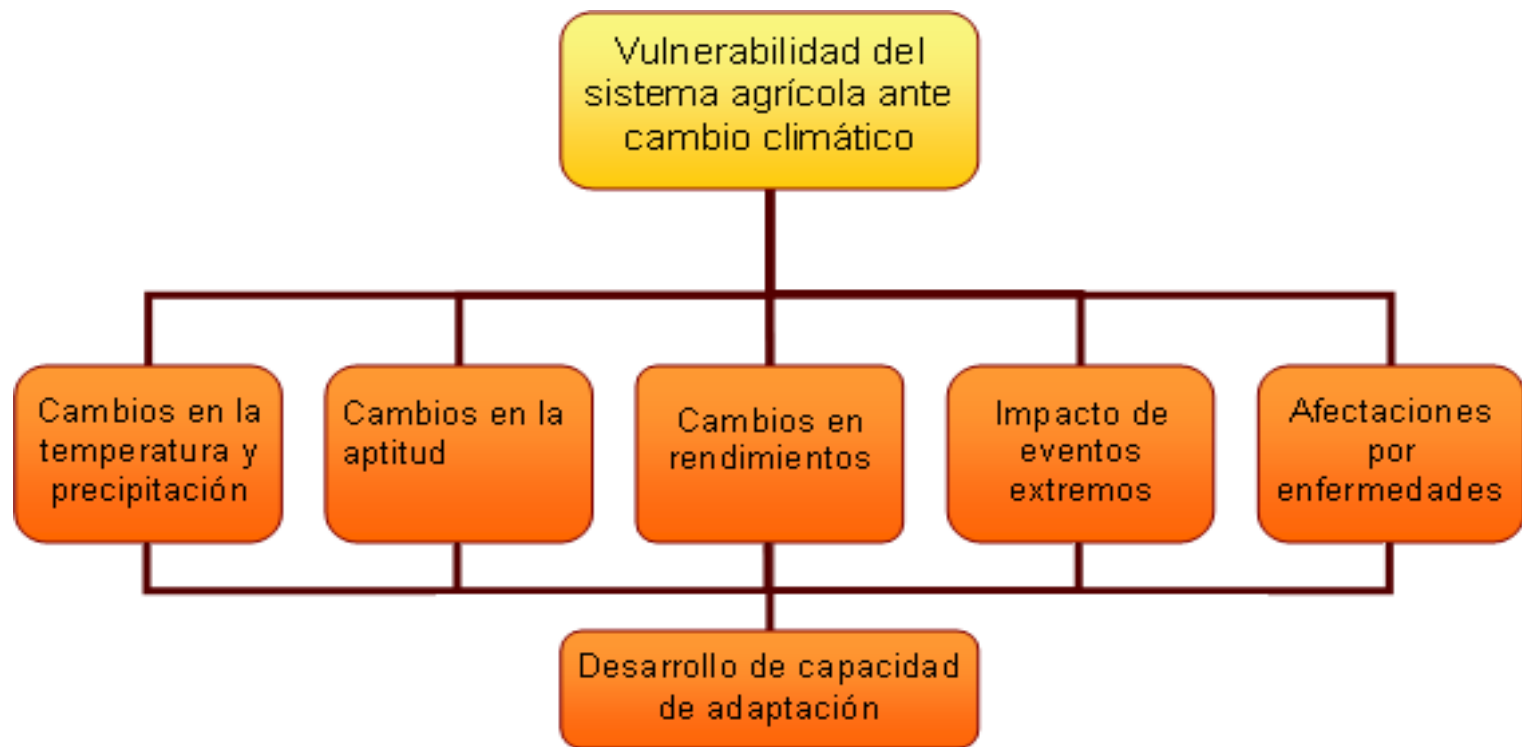 Vulnerabilidad del
sistema agrícola ante
cambio climático
Cambios en la
temperatura y
precipitación
Cambios en la
aptitud
Cambios en
rendimientos
Impacto de
eventos
extremos
Afectaciones
por
enfermedades
Desarrollo de capacidad
de adaptación